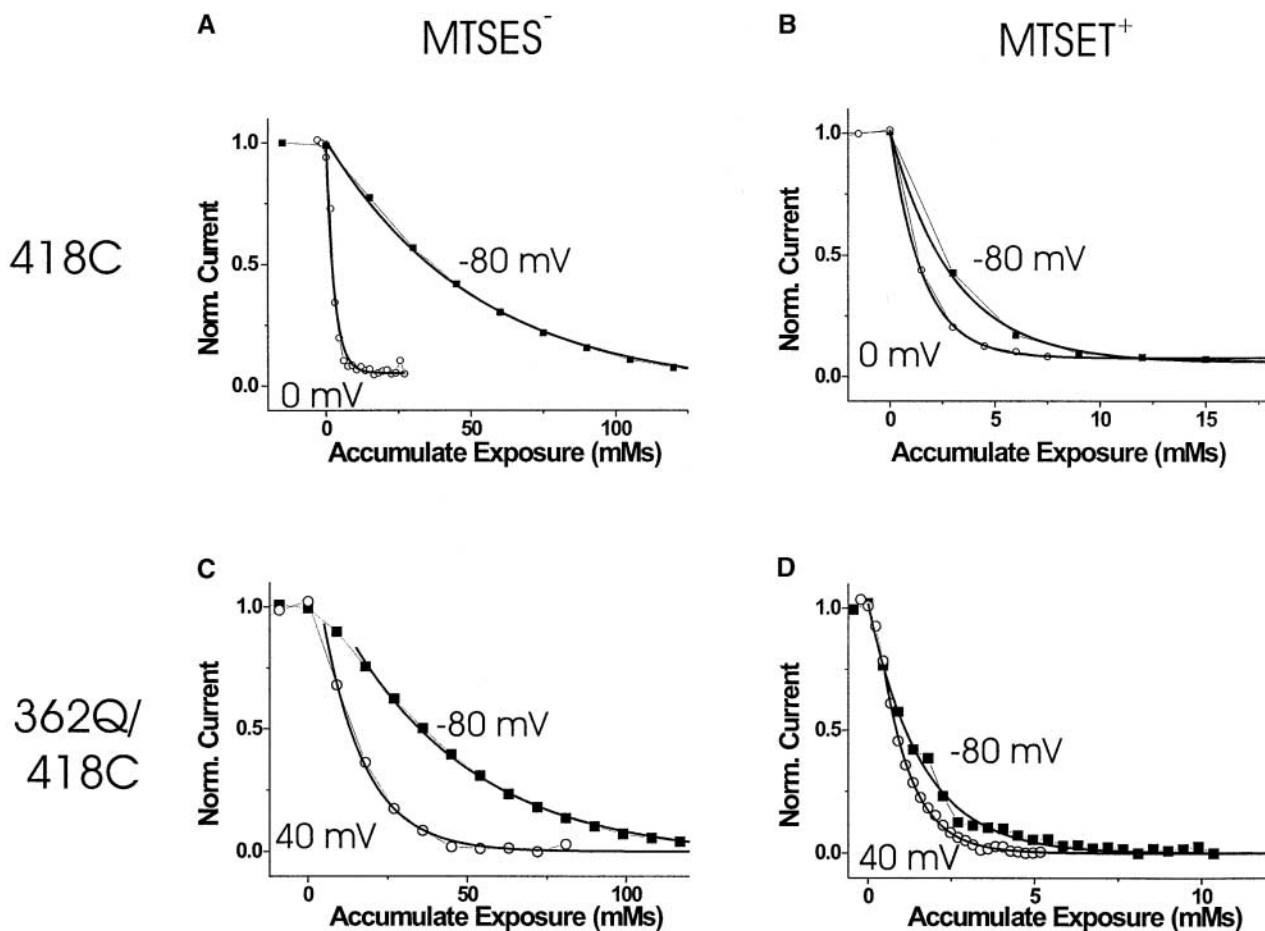 A
MTSES-
B
MTSET+
418C
Norm. Current
1.0
0.5
0.0
-80 mV
0 mV
0
50
100
Accumulate Exposure (mMs)
Norm. Current
1.0
0.5
0.0
-80 mV
0 mV
0
5
10
15
Accumulate Exposure (mMs)
362Q/
418C
C
Norm. Current
1.0
0.5
0.0
-80 mV
40 mV
0
50
100
Accumulate Exposure (mMs)
D
Norm. Current
1.0
0.5
0.0
-80 mV
40 mV
0
5
10
Accumulate Exposure (mMs)